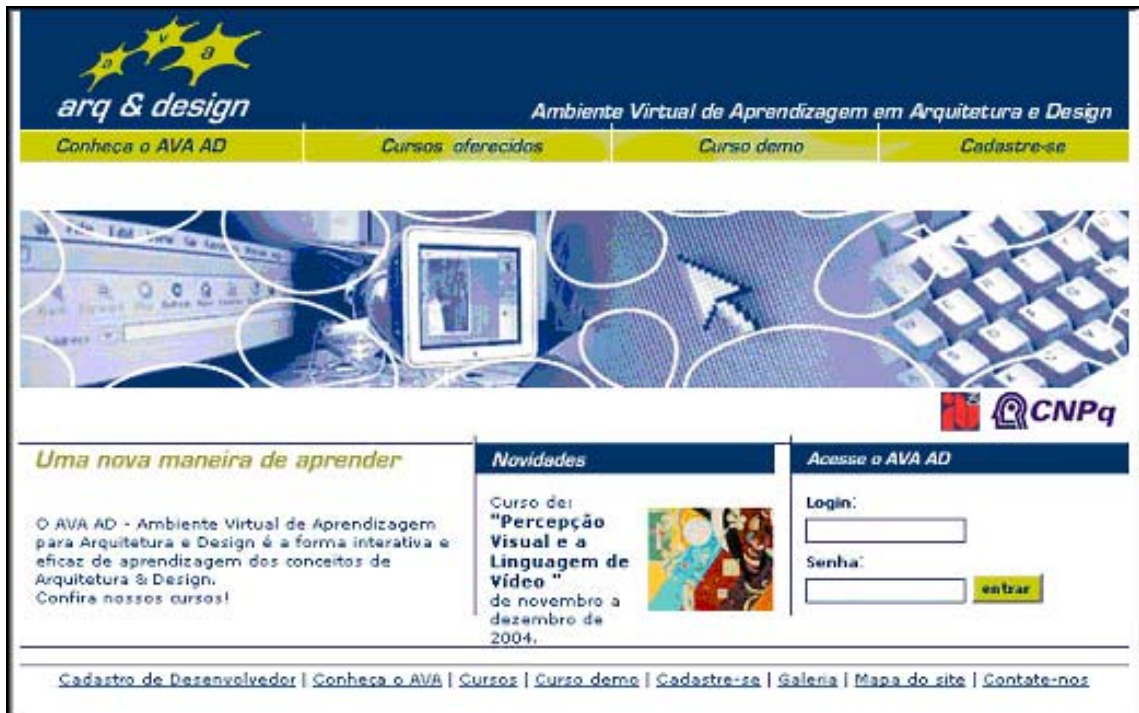 a v a
arq & design
Ambiente Virtual de Aprendizagem em Arquitetura e Design
Conheça o AVA AD
Cursos oferecidos
Curso demo
Cadastre-se
File Edit View Go
CNPq
Uma nova maneira de aprender
O AVA AD - Ambiente Virtual de Aprendizagem
para Arquitetura e Design é a forma interativa e
eficaz de aprendizagem dos conceitos de
Arquitetura & Design.
Confira nossos cursos!
Novidades
Curso de:
"Percepção
Visual e a
Linguagem de
Vídeo "
de novembro a
dezembro de
2004.
Acesse o AVA AD
Login:
Senha:
entrar
Cadastro de Desenvolvedor | Conheça o AVA | Cursos | Curso demo | Cadastre-se | Galeria | Mapa do site | Contate-nos